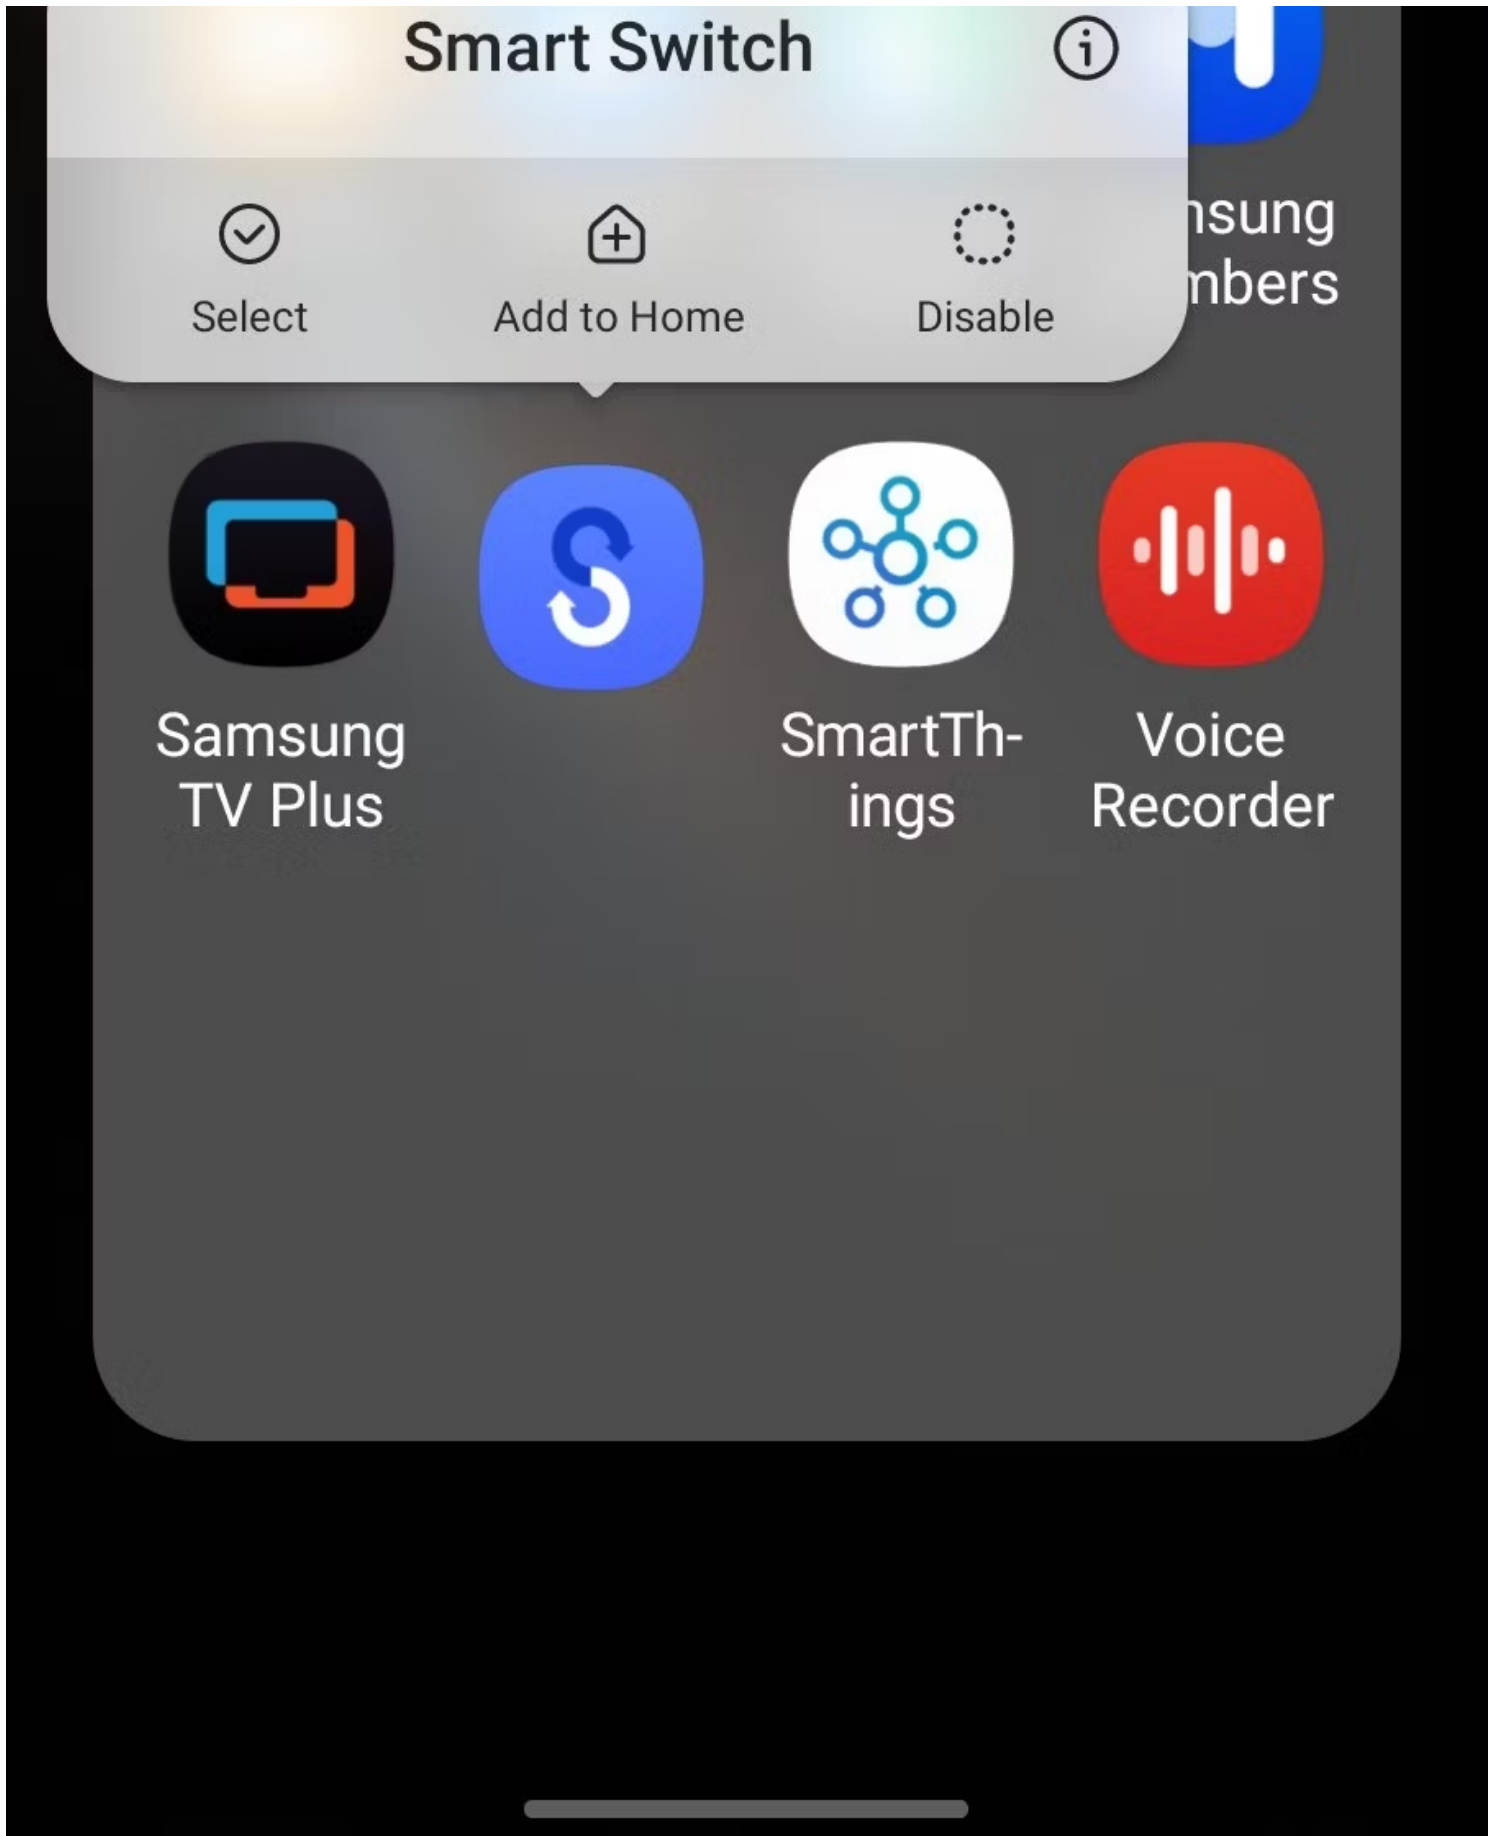 Smart Switch
Select
Add to Home
Disable
nsung
mbers
Samsung
TV Plus
SmartTh-
ings
Voice
Recorder